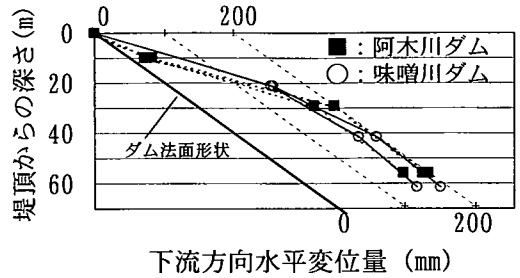 0 200
堤頂からの深さ(m)
0
20
40
60
■:阿木川ダム
○:味噌川ダム
ダム法面形状
0 200
下流方向水平変位量 (mm)